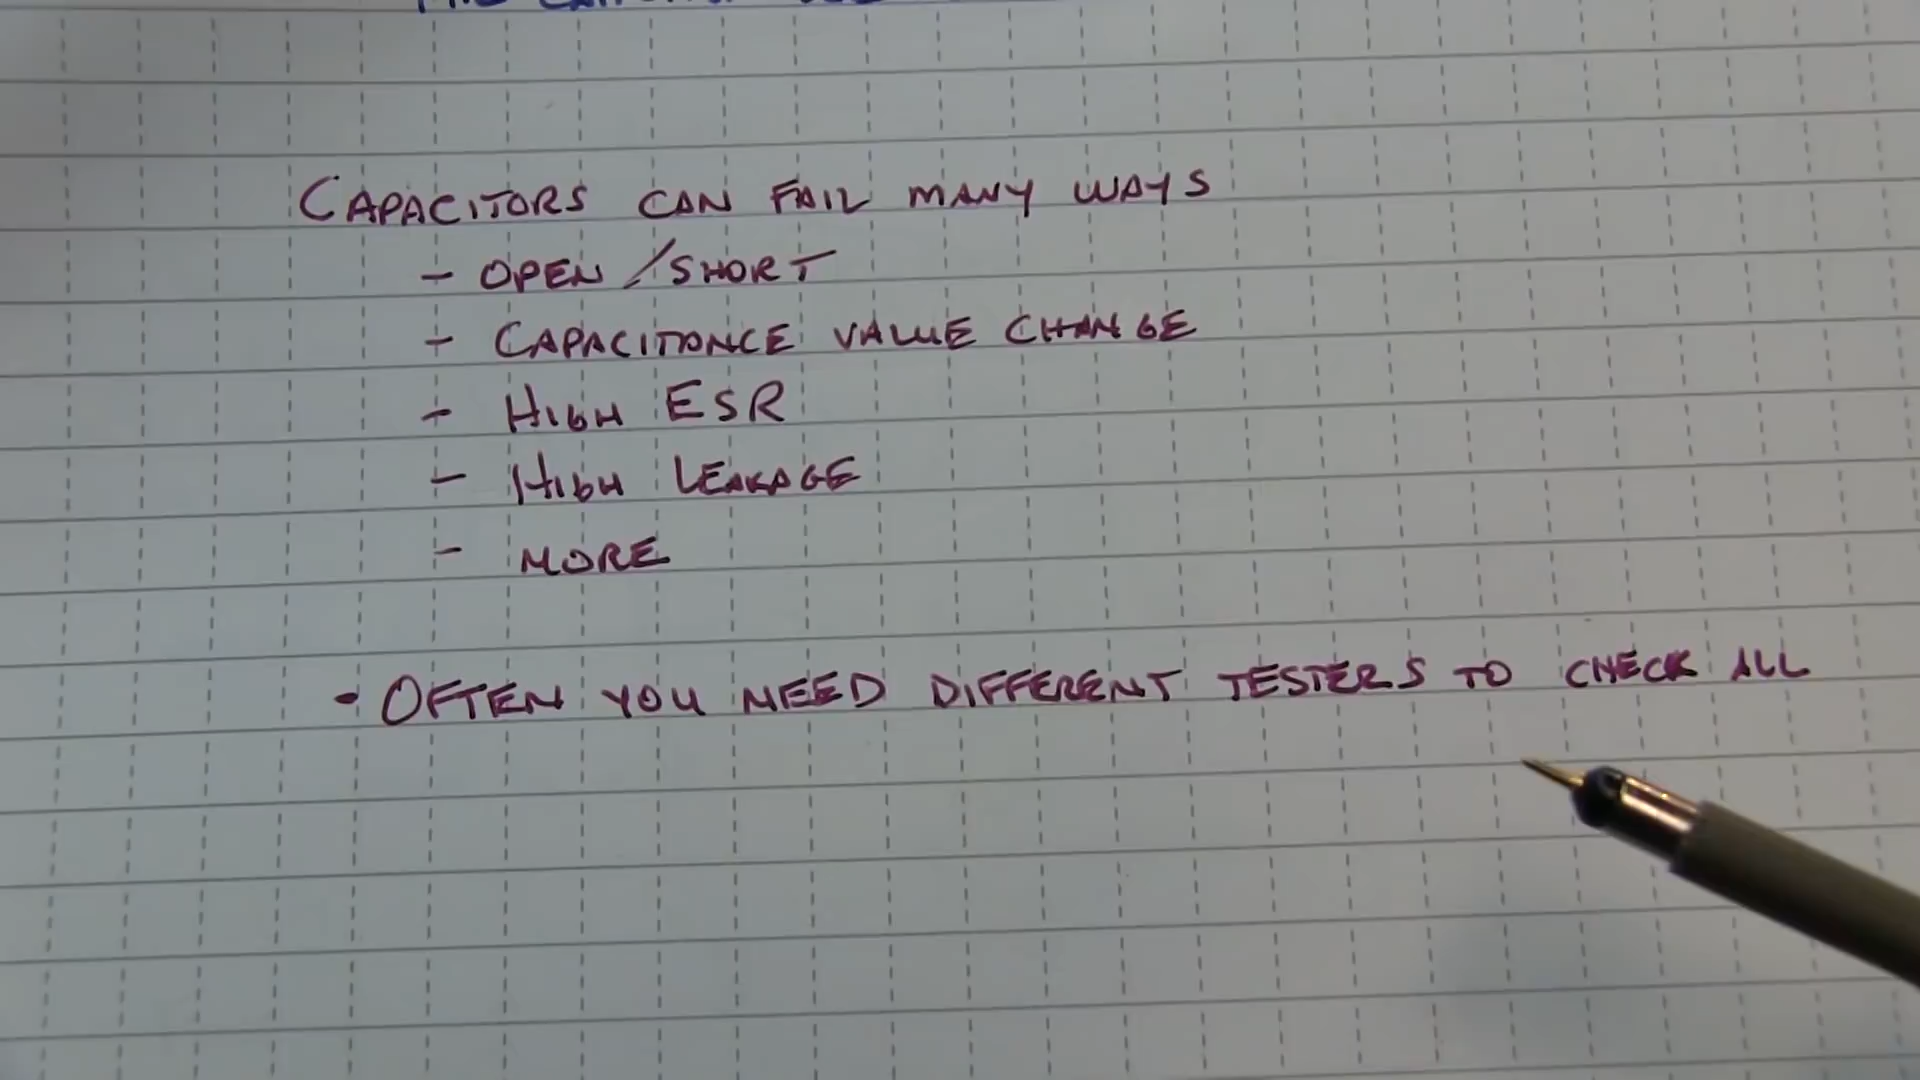 CAPACITORS CAN FAIL MANY WAYS
- OPEN/SHORT
- CAPACITANCE VALUE CHANGE
- HIGH ESR
- HIGH LEAKAGE
- MORE
• OFTEN YOU NEED DIFFERENT TESTERS TO CHECK ALL